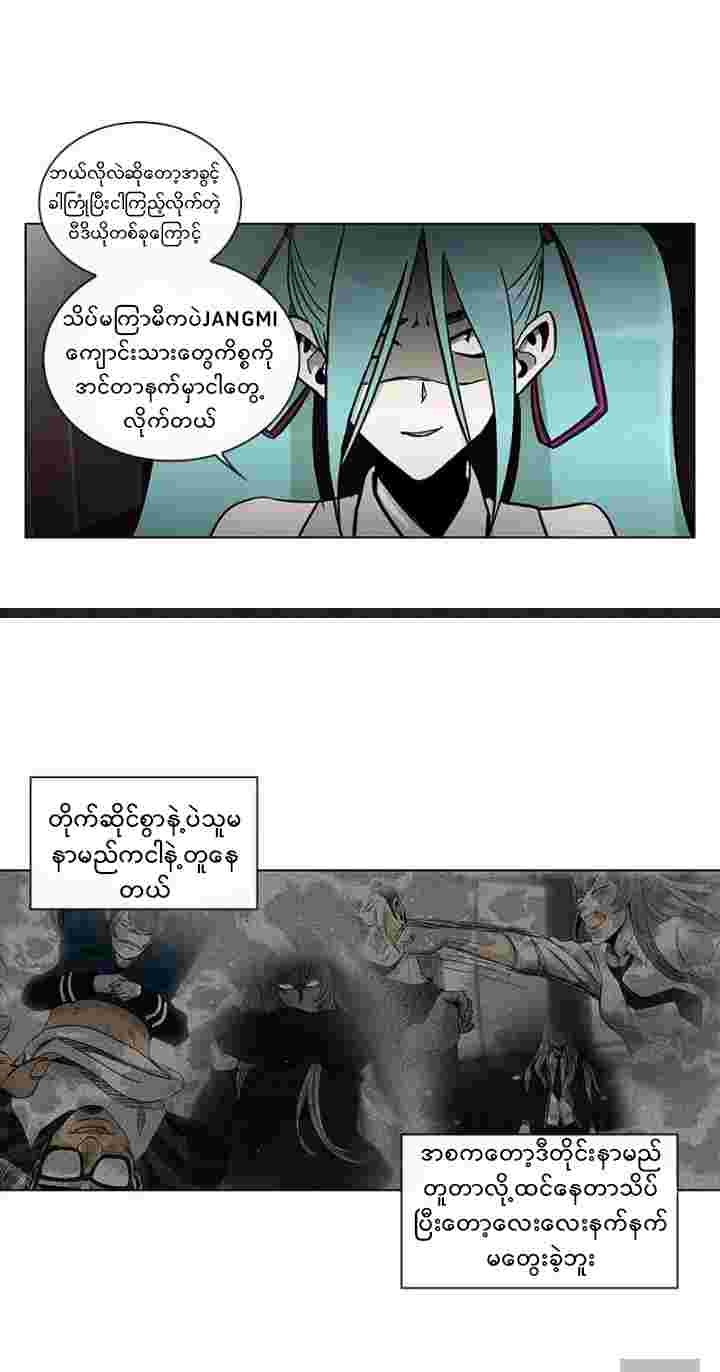 ဘယ်လိုလဲဆိုတော့အခွင့်
ခါကြုံပြီးငါကြည့်လိုက်တဲ့
ဗီဒီယိုတစ်ခုကြောင့်
သိပ်မကြာမီကပဲJANGMI
ကျောင်းသားတွေကိစ္စကို
အင်တာနက်မှာငါတွေ့
လိုက်တယ်
တိုက်ဆိုင်စွာနဲ့ပဲသူမ
နာမည်ကငါနဲ့တူနေ
တယ်
အစကတော့ဒီတိုင်းနာမည်
တူတာလို့ထင်နေတာသိပ်
ပြီးတော့လေးလေးနက်နက်
မတွေးခဲ့ဘူး